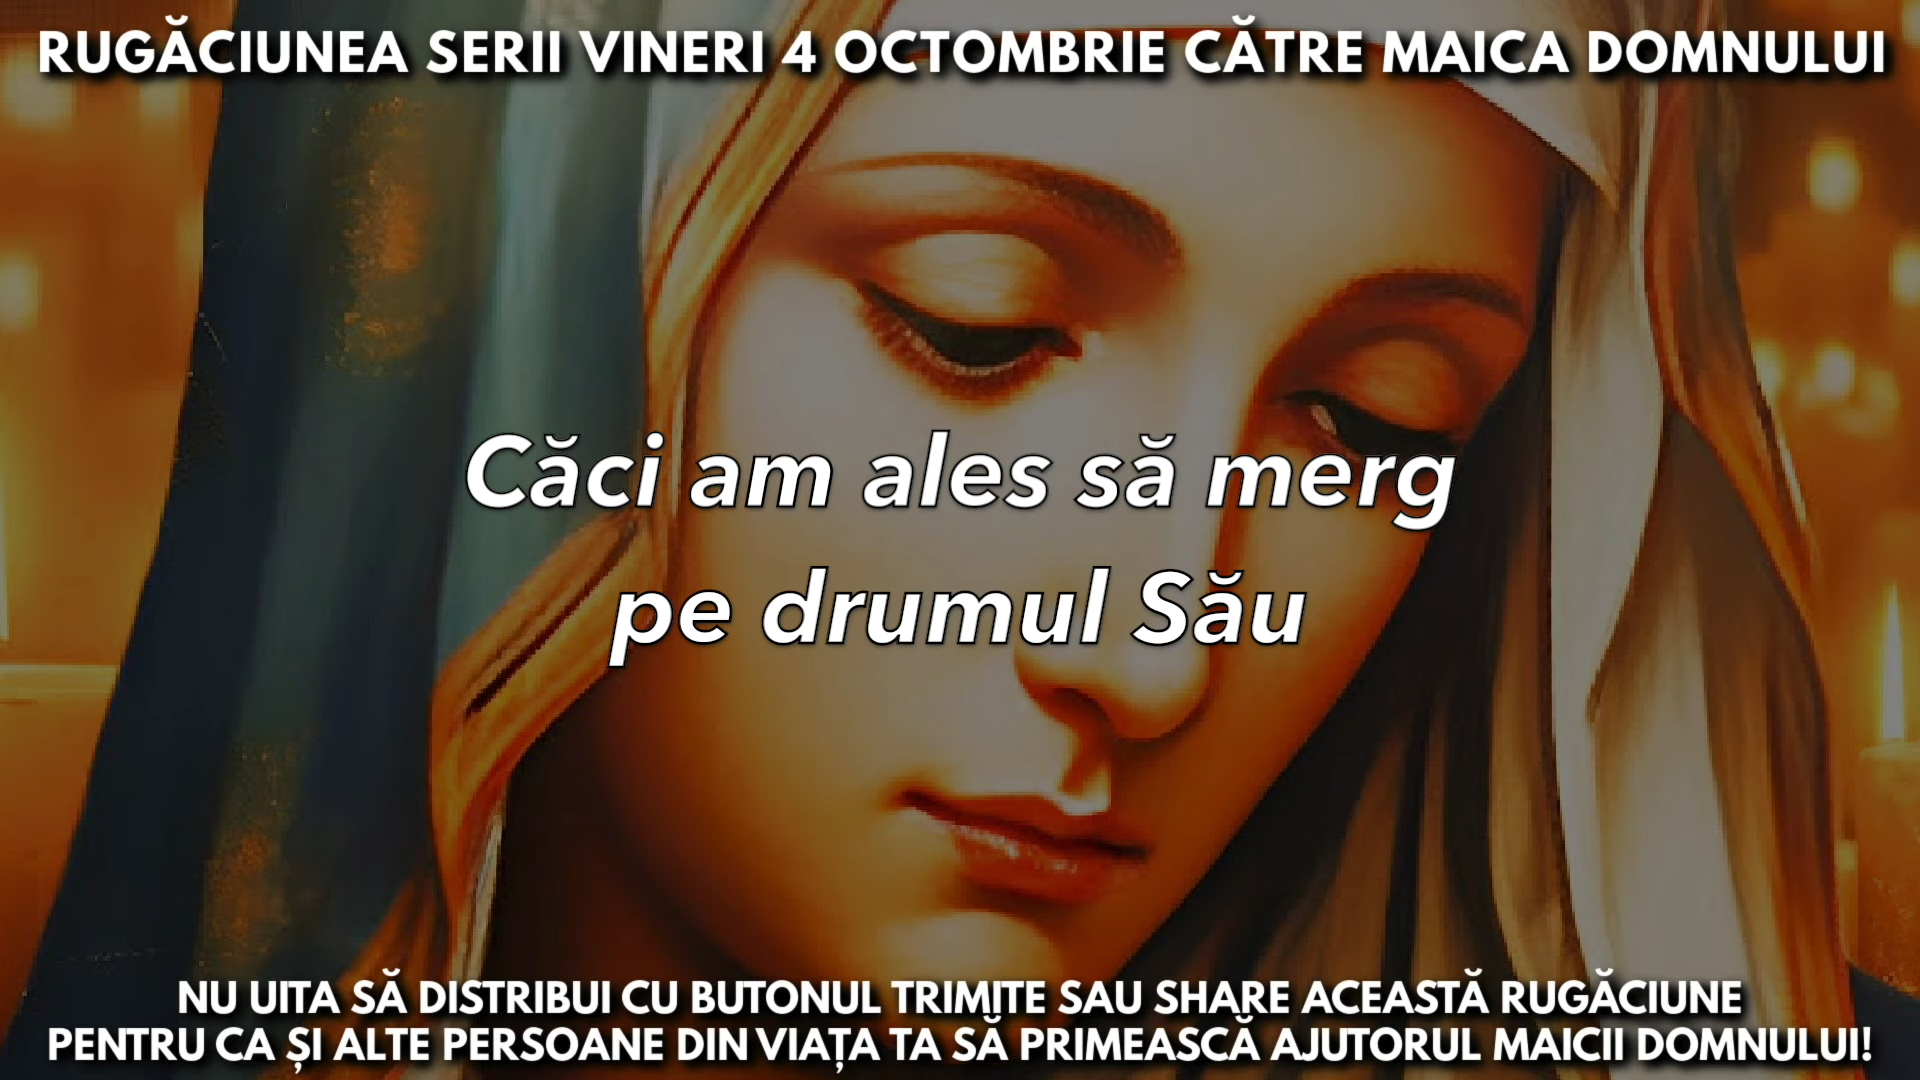 RUGĂCIUNEA SERII VINERI 4 OCTOMBRIE CĂTRE MAICA DOMNULUI
Căci am ales să merg
pe drumul Său
NU UITA SĂ DISTRIBUI CU BUTONUL TRIMITE SAU SHARE ACEASTĂ RUGĂCIUNE
PENTRU CA ȘI ALTE PERSOANE DIN VIAȚA TA SĂ PRIMEASCĂ AJUTORUL MAICII DOMNULUI!